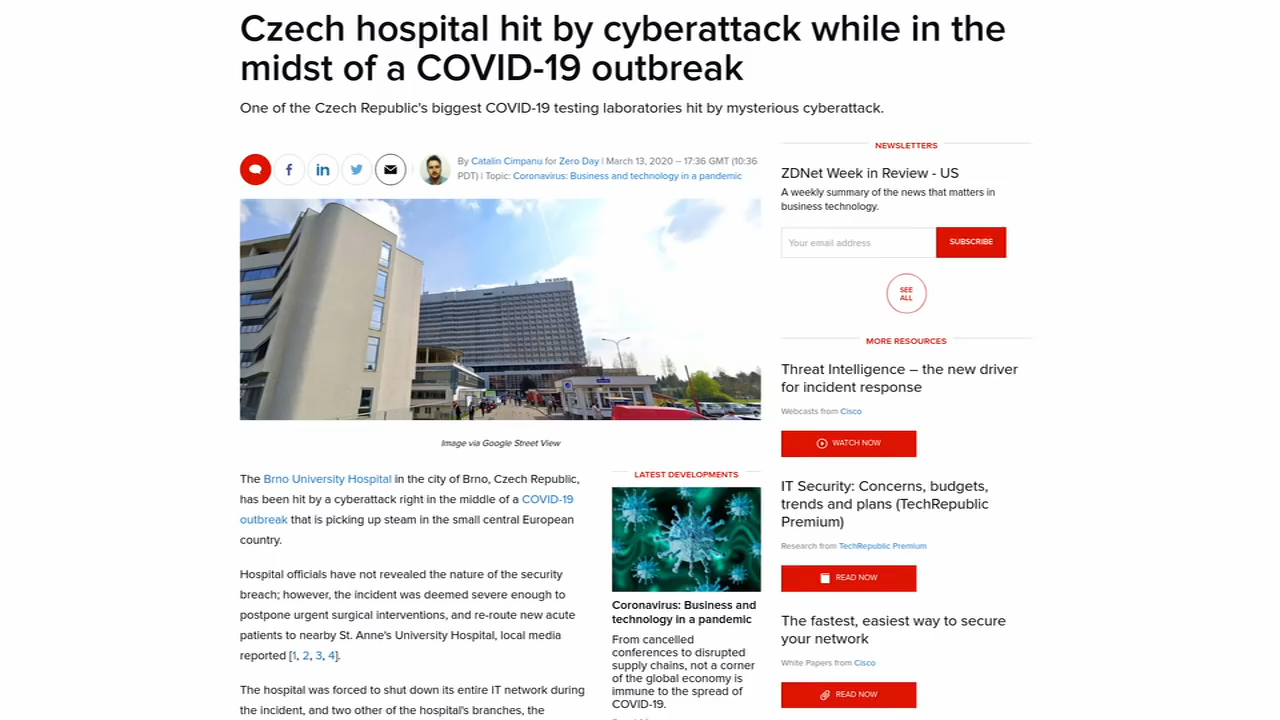 Czech hospital hit by cyberattack while in the
midst of a COVID-19 outbreak
One of the Czech Republic's biggest COVID-19 testing laboratories hit by mysterious cyberattack.
in
By Catalin Cimpanu for Zero Day | March 13, 2020 -- 17:36 GMT (10:36
PDT) | Topic: Coronavirus: Business and technology in a pandemic
Image via Google Street View
The Brno University Hospital in the city of Brno, Czech Republic,
has been hit by a cyberattack right in the middle of a COVID-19
outbreak that is picking up steam in the small central European
country.
Hospital officials have not revealed the nature of the security
breach; however, the incident was deemed severe enough to
postpone urgent surgical interventions, and re-route new acute
patients to nearby St. Anne's University Hospital, local media
reported [1, 2, 3, 4].
The hospital was forced to shut down its entire IT network during
the incident, and two other of the hospital's branches, the
LATEST DEVELOPMENTS
Coronavirus: Business and
technology in a pandemic
From cancelled
conferences to disrupted
supply chains, not a corner
of the global economy is
immune to the spread of
COVID-19.
NEWSLETTERS
ZDNet Week in Review - US
A weekly summary of the news that matters in
business technology.
Your email address
SUBSCRIBE
SEE
ALL
MORE RESOURCES
Threat Intelligence – the new driver
for incident response
Webcasts from Cisco
WATCH NOW
IT Security: Concerns, budgets,
trends and plans (TechRepublic
Premium)
Research from TechRepublic Premium
READ NOW
The fastest, easiest way to secure
your network
White Papers from Cisco
READ NOW